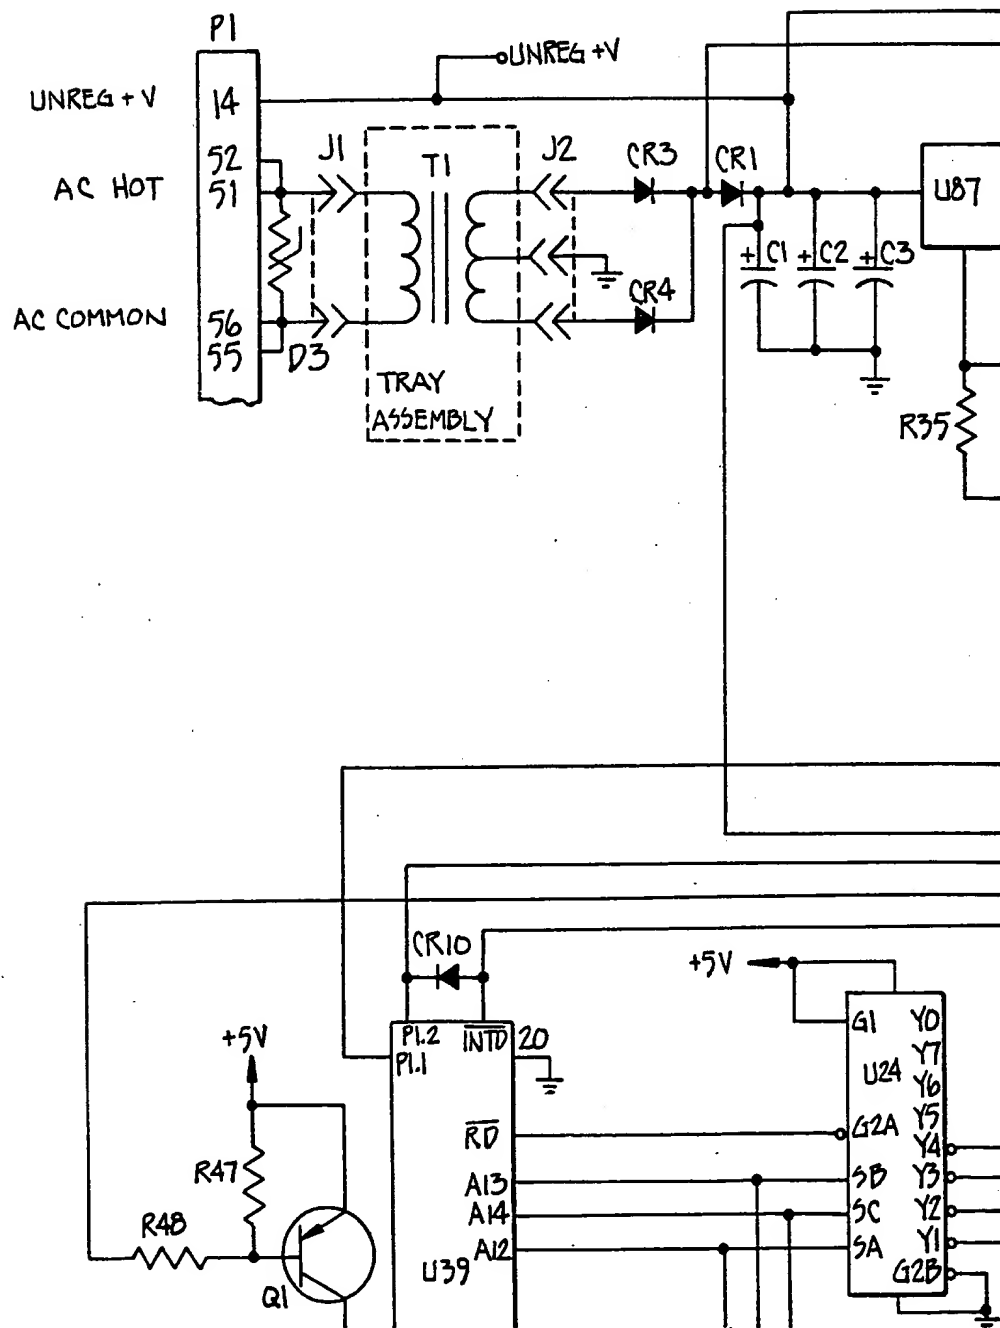 P1
UNREG +V
UNREG + V
14
52
J1
T1
J2
CR3
CR1
AC HOT
51
U87
+
C1
+
C2
+
C3
CR4
AC COMMON
56
55
D3
TRAY
ASSEMBLY
R35
CR10
+5V
P1.2
INTO
20
G1
Y0
+5V
P1.1
Y7
U24
Y6
Y5
RD
G2A
Y4
R47
A13
SB
Y3
A14
SC
Y2
R48
A12
SA
Y1
U39
G2B
Q1